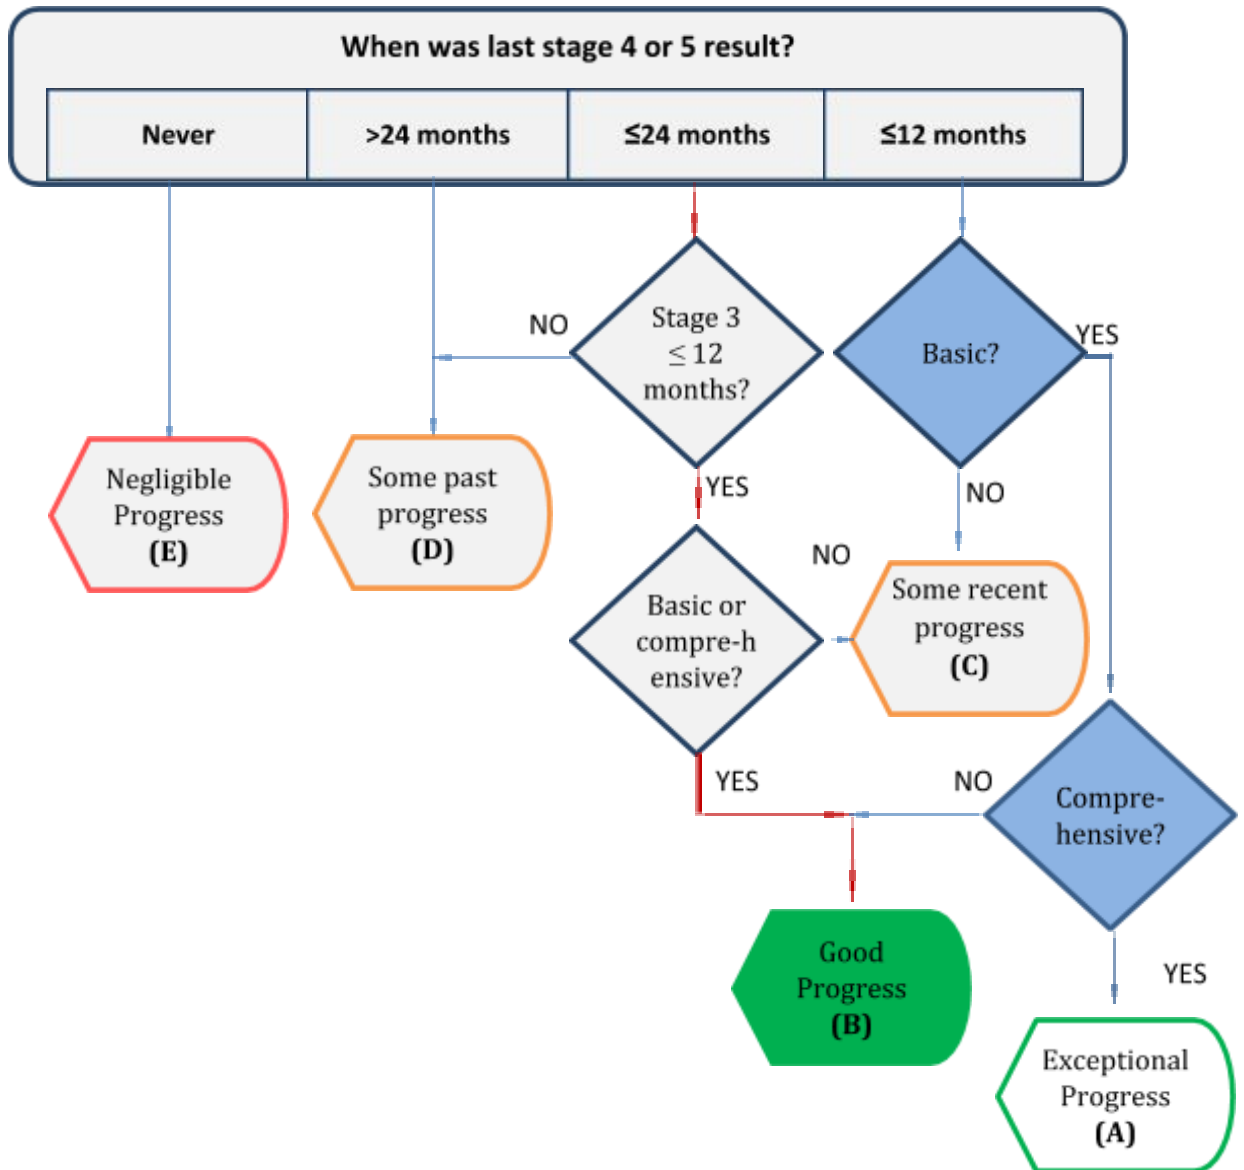 When was last stage 4 or 5 result?
Never
>24 months
≤24 months
≤12 months
NO
Stage 3
≤ 12
months?
Basic?
YES
Negligible
Progress
(E)
Some past
progress
(D)
YES
NO
NO
Basic or
compre-h
ensive?
Some recent
progress
(C)
YES
NO
Compre-
hensive?
Good
Progress
(B)
YES
Exceptional
Progress
(A)